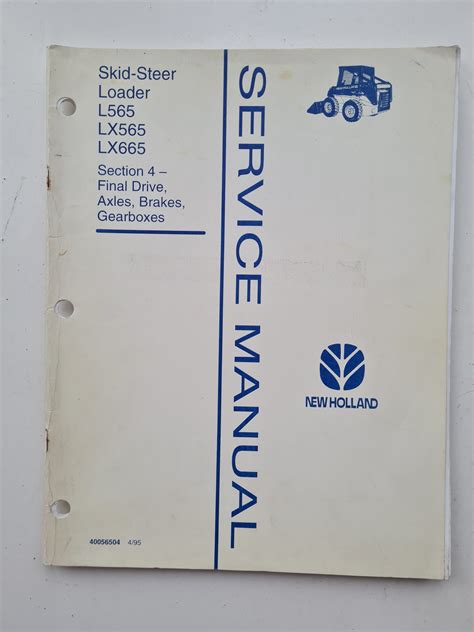 Skid-Steer
Loader
L565
LX565
LX665
Section 4 –
Final Drive,
Axles, Brakes,
Gearboxes
SERVICE MANUAL
NEW HOLLAND
40056504 4/95